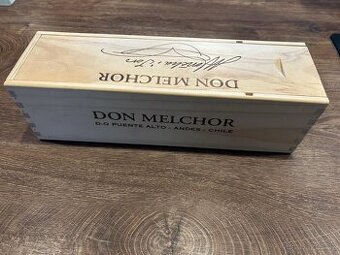 DON MELCHOR
DON MELCHOR
D.O PUENTE ALTO - ANDES - CHILE